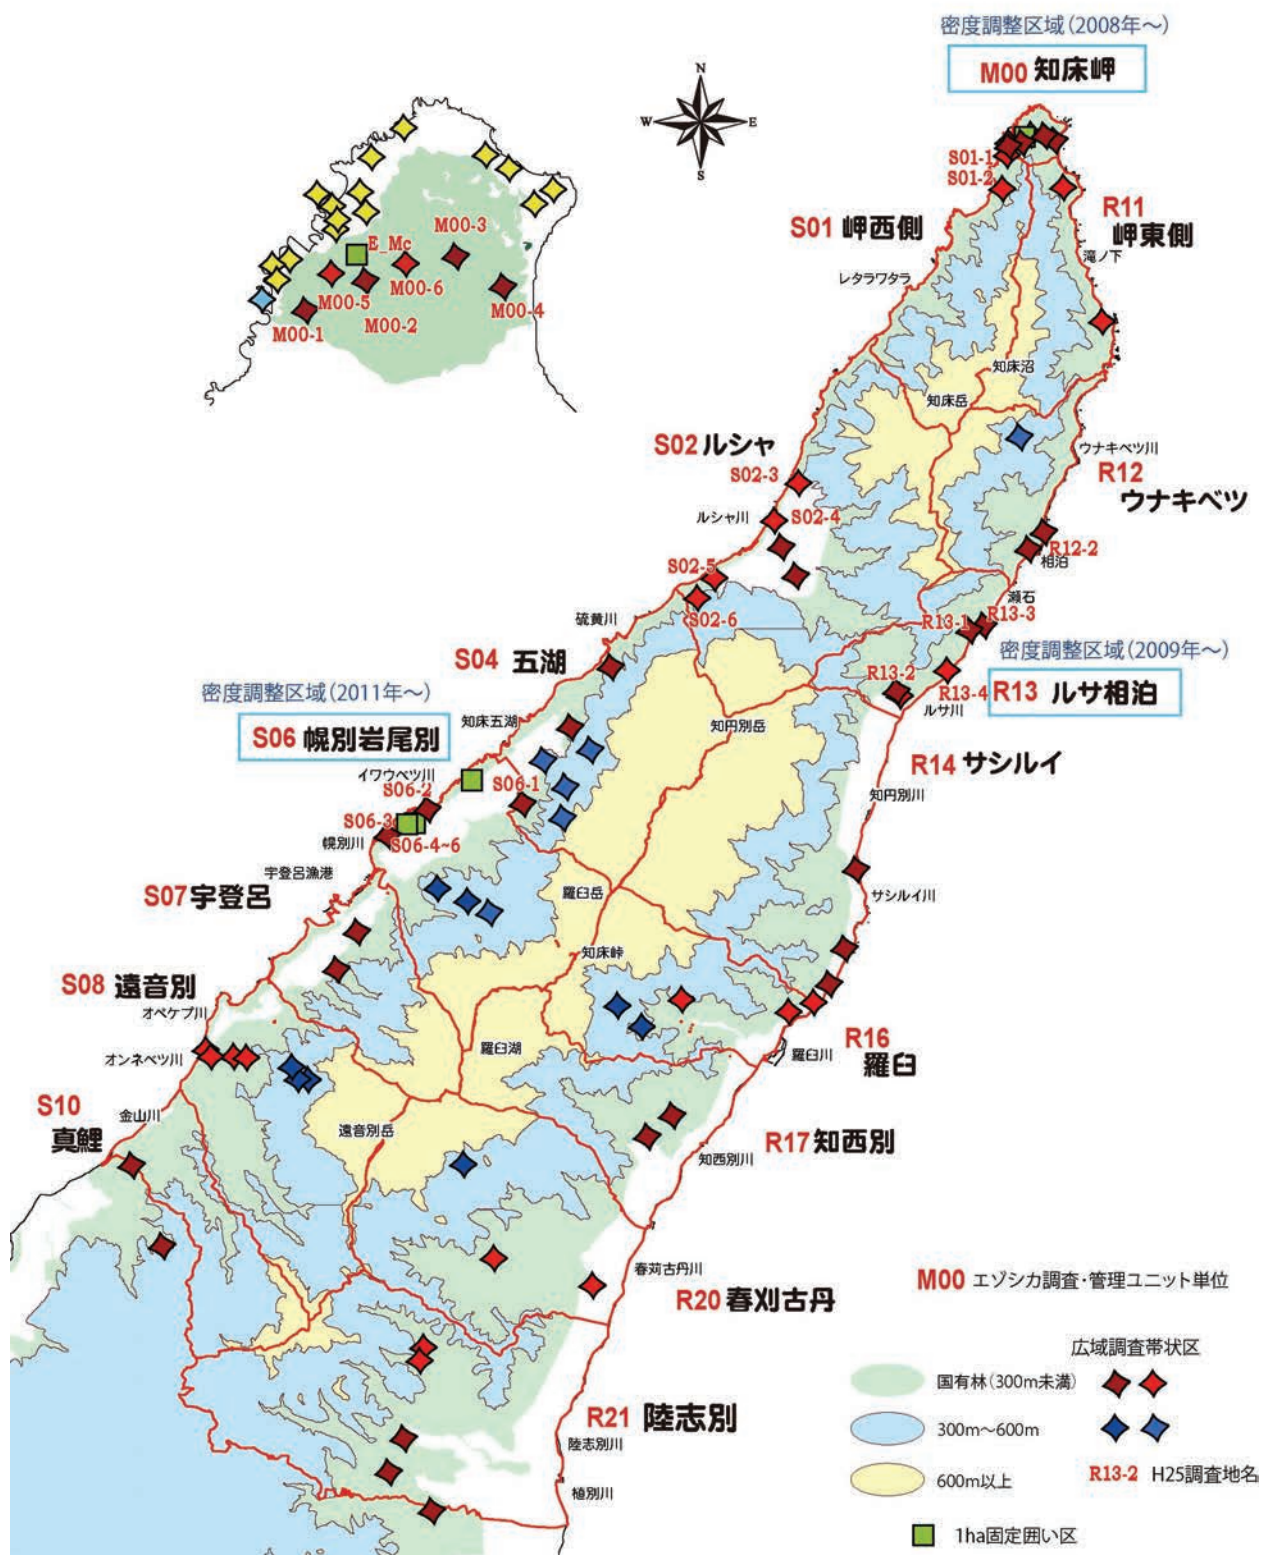 密度調整区域(2008年～)
M00 知床岬
N
W
E
S
S01-1
S01-2
S01 岬西側
R11
岬東側
滝ノ下
レタラワタラ
M00-3
E_Mc
M00-6
M00-5
M00-4
M00-2
M00-1
知床沼
知床岳
S02 ルシャ
S02-3
ルシャ川
S02-4
ウナキベツ川
R12
ウナキベツ
R12-2
相泊
S02-5
S02-6
瀬石
硫黄川
R13-1
R13-3
S04 五湖
密度調整区域(2009年～)
R13-2
R13-4
R13 ルサ相泊
ルサ川
密度調整区域(2011年～)
知床五湖
S06 幌別岩尾別
知円別岳
R14 サシルイ
イワウベツ川
S06-2
S06-1
知円別川
S06-3
幌別川
S06-4~6
宇登呂漁港
S07 宇登呂
羅臼岳
サシルイ川
知床峠
S08 遠音別
オペケプ川
オンネベツ川
羅臼湖
羅臼川
R16
羅臼
S10
真鯉
金山川
遠音別岳
R17 知西別
知西別川
春苅古丹川
M00 エゾシカ調査・管理ユニット単位
R20 春刈古丹
広域調査帯状区
国有林(300m未満)
R21 陸志別
300m～600m
陸志別川
R13-2 H25調査地名
600m以上
植別川
1ha固定囲い区